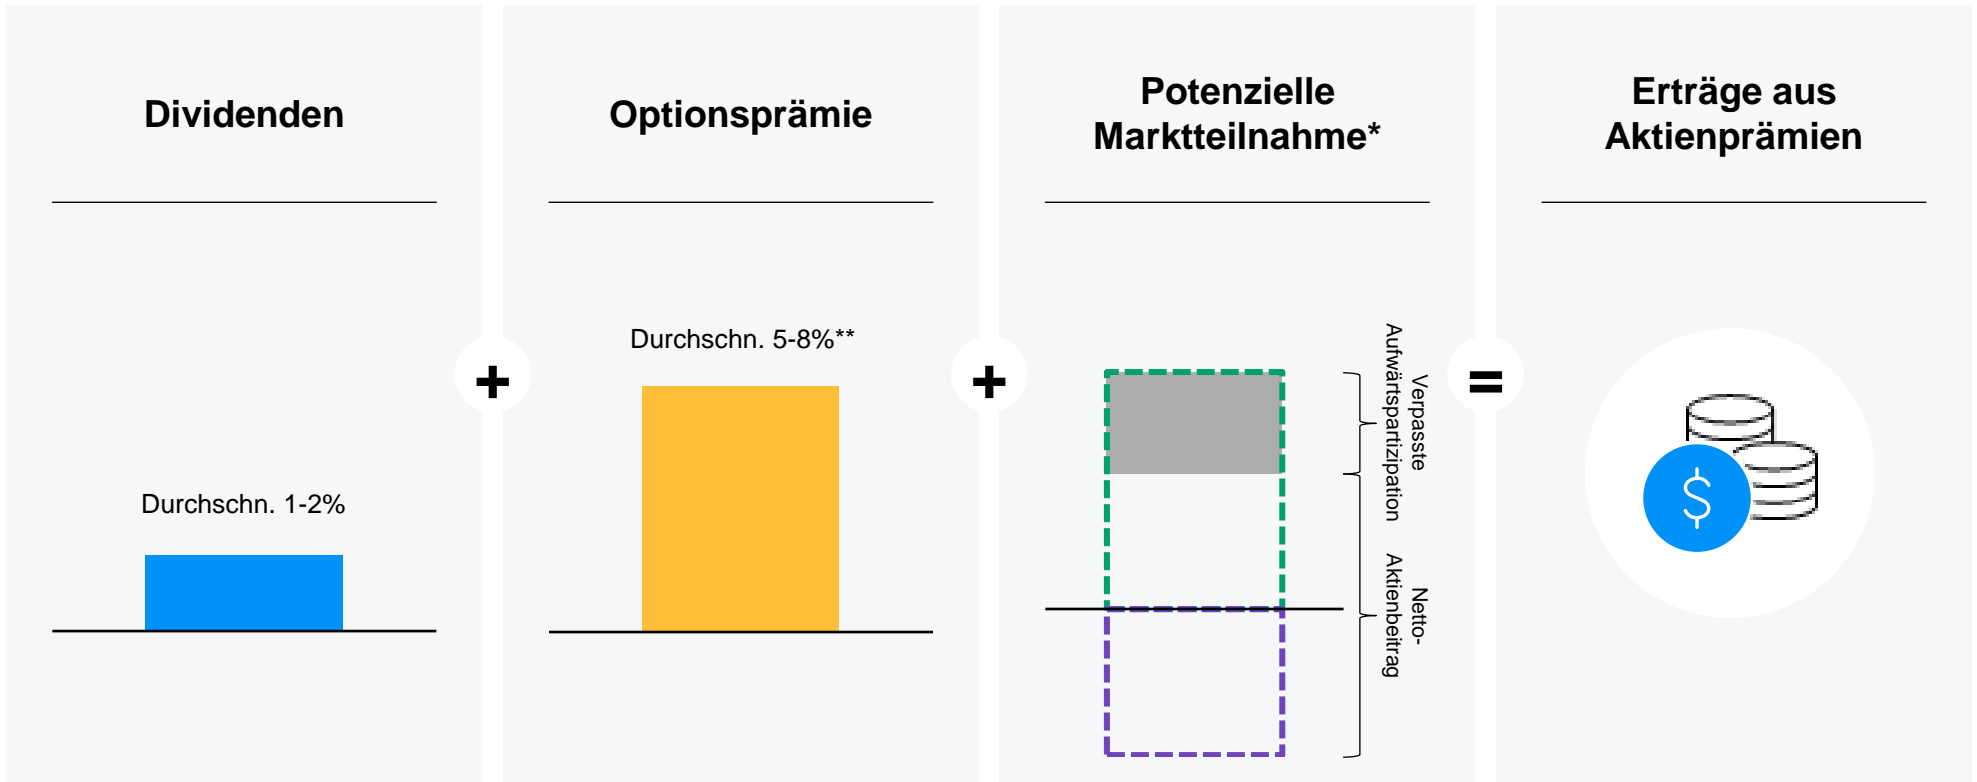 Dividenden
Durchschn. 1-2%
+
Optionsprämie
Durchschn. 5-8%**
+
Potenzielle
Marktteilnahme*
Verpasste
Aufwärtspartizipation
Netto-
Aktienbeitrag
=
Erträge aus
Aktienprämien
$